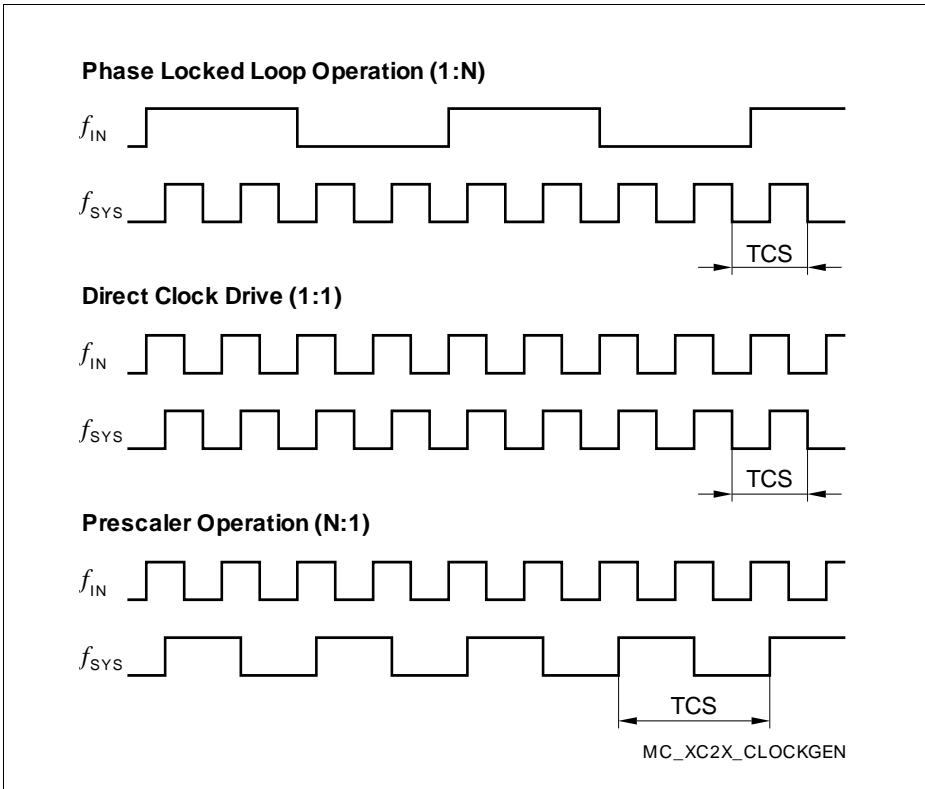 Phase Locked Loop Operation (1:N)
fIN
fSYS
TCS
Direct Clock Drive (1:1)
fIN
fSYS
TCS
Prescaler Operation (N:1)
fIN
fSYS
TCS
MC_XC2X_CLOCKGEN